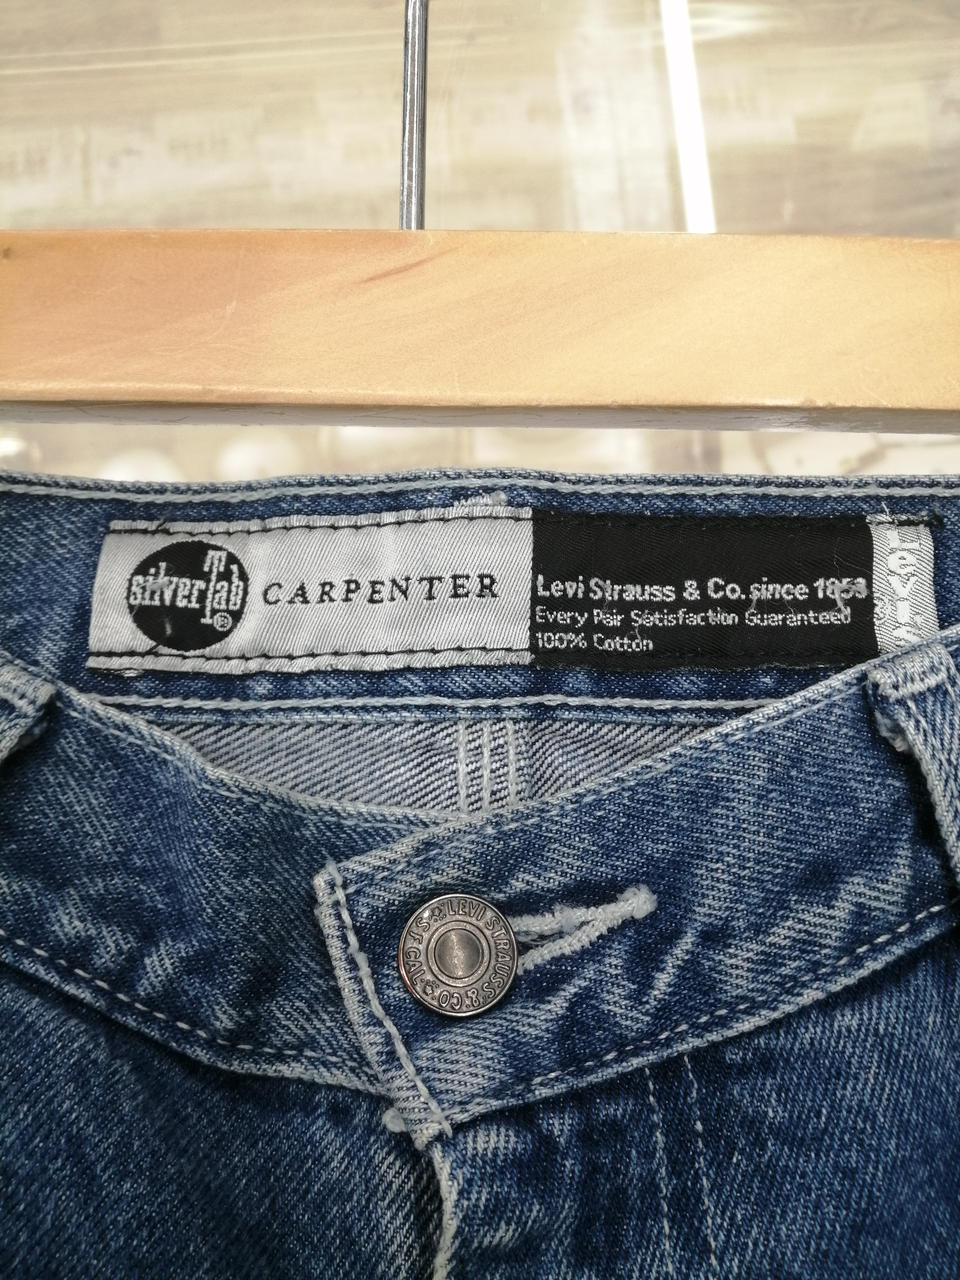 silverTab®
CARPENTER
Levi Strauss & Co. since 1853
Every Pair Satisfaction Guaranteed
100% Cotton
LEVI STRAUSS & CO. S.F. CAL.